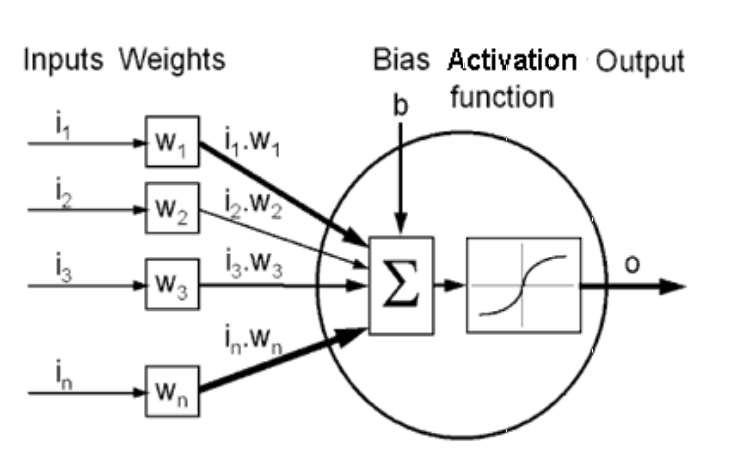 Inputs Weights Bias Activation Output
function
b
i₁ w₁ i₁.w₁
i₂ w₂ i₂.w₂
i₃ w₃ i₃.w₃
Σ
o
iₙ wₙ iₙ.wₙ